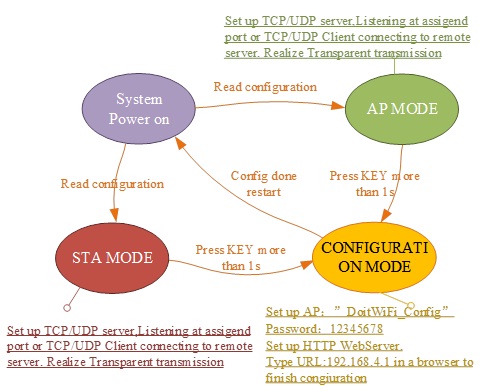 Set up TCP/UDP server,Listening at assigend
port or TCP/UDP Client connecting to remote
server. Realize Transparent transmission
System
Power on
Read configuration
AP MODE
Read configuration
Config done
restart
Press KEY more
than 1s
STA MODE
Press KEY more
than 1s
CONFIGURATI
ON MODE
Set up TCP/UDP server,Listening at assigend
port or TCP/UDP Client connecting to remote
server. Realize Transparent transmission
Set up AP: ” DoitWiFi_Config”
Password: 12345678
Set up HTTP WebServer.
Type URL:192.168.4.1 in a browser to
finish congiuration